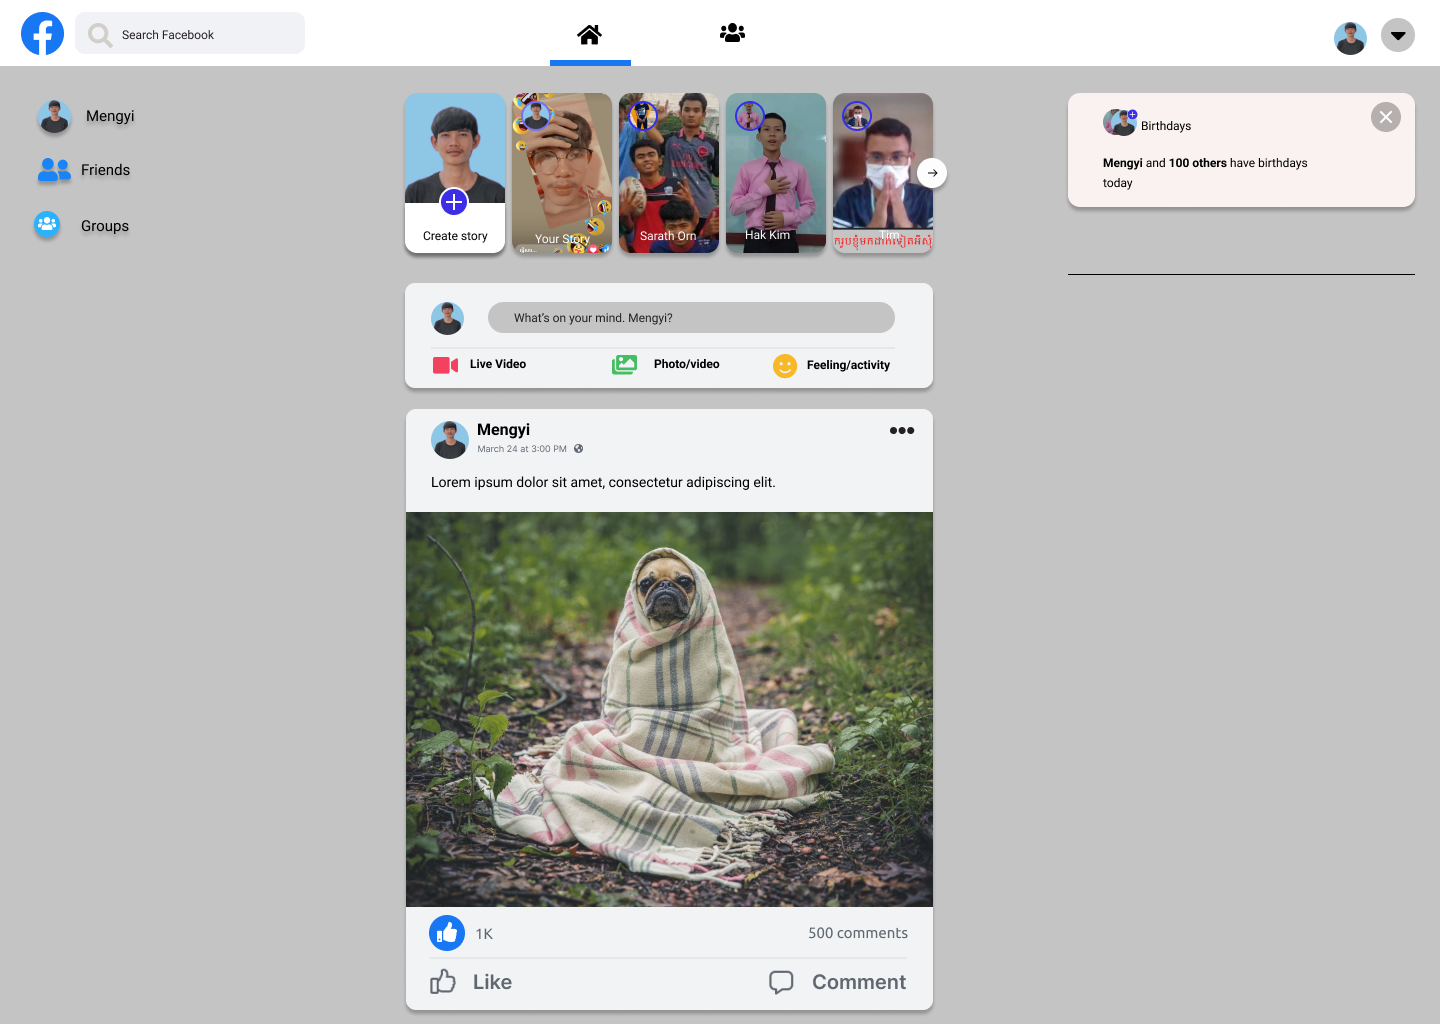 Search Facebook
Mengyi
Friends
Groups
Create story
Your Story
Sarath Orn
Hak Kim
Tim
Birthdays
Mengyi and 100 others have birthdays
today
What's on your mind. Mengyi?
Live Video
Photo/video
Feeling/activity
Mengyi
March 24 at 3:00 PM
Lorem ipsum dolor sit amet, consectetur adipiscing elit.
1K
500 comments
Like
Comment